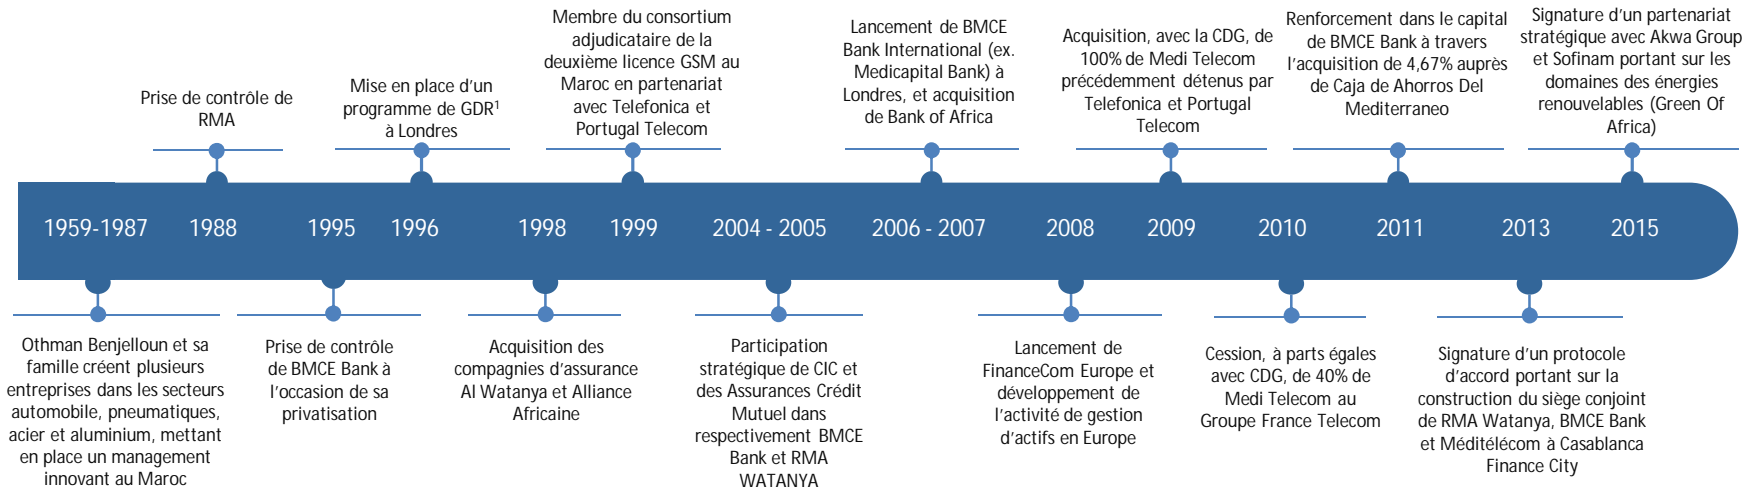 Prise de contrôle de
RMA
Mise en place d'un
programme de GDR¹
à Londres
Membre du consortium
adjudicataire de la
deuxième licence GSM au
Maroc en partenariat
avec Telefonica et
Portugal Telecom
Lancement de BMCE
Bank International (ex.
Medicapital Bank) à
Londres, et acquisition
de Bank of Africa
Acquisition, avec la CDG, de
100% de Medi Telecom
précédemment détenus par
Telefonica et Portugal
Telecom
Renforcement dans le capital
de BMCE Bank à travers
l'acquisition de 4,67% auprès
de Caja de Ahorros Del
Mediterraneo
Signature d'un partenariat
stratégique avec Akwa Group
et Sofinam portant sur les
domaines des énergies
renouvelables (Green Of
Africa)
1959-1987 1988 1995 1996 1998 1999 2004 - 2005 2006 - 2007 2008 2009 2010 2011 2013 2015
Othman Benjelloun et sa
famille créent plusieurs
entreprises dans les secteurs
automobile, pneumatiques,
acier et aluminium, mettant
en place un management
innovant au Maroc
Prise de contrôle
de BMCE Bank à
l'occasion de sa
privatisation
Acquisition des
compagnies d'assurance
Al Watanya et Alliance
Africaine
Participation
stratégique de CIC et
des Assurances Crédit
Mutuel dans
respectivement BMCE
Bank et RMA
WATANYA
Lancement de
FinanceCom Europe et
développement de
l'activité de gestion
d'actifs en Europe
Cession, à parts égales
avec CDG, de 40% de
Medi Telecom au
Groupe France Telecom
Signature d'un protocole
d'accord portant sur la
construction du siège conjoint
de RMA Watanya, BMCE Bank
et Méditélécom à Casablanca
Finance City